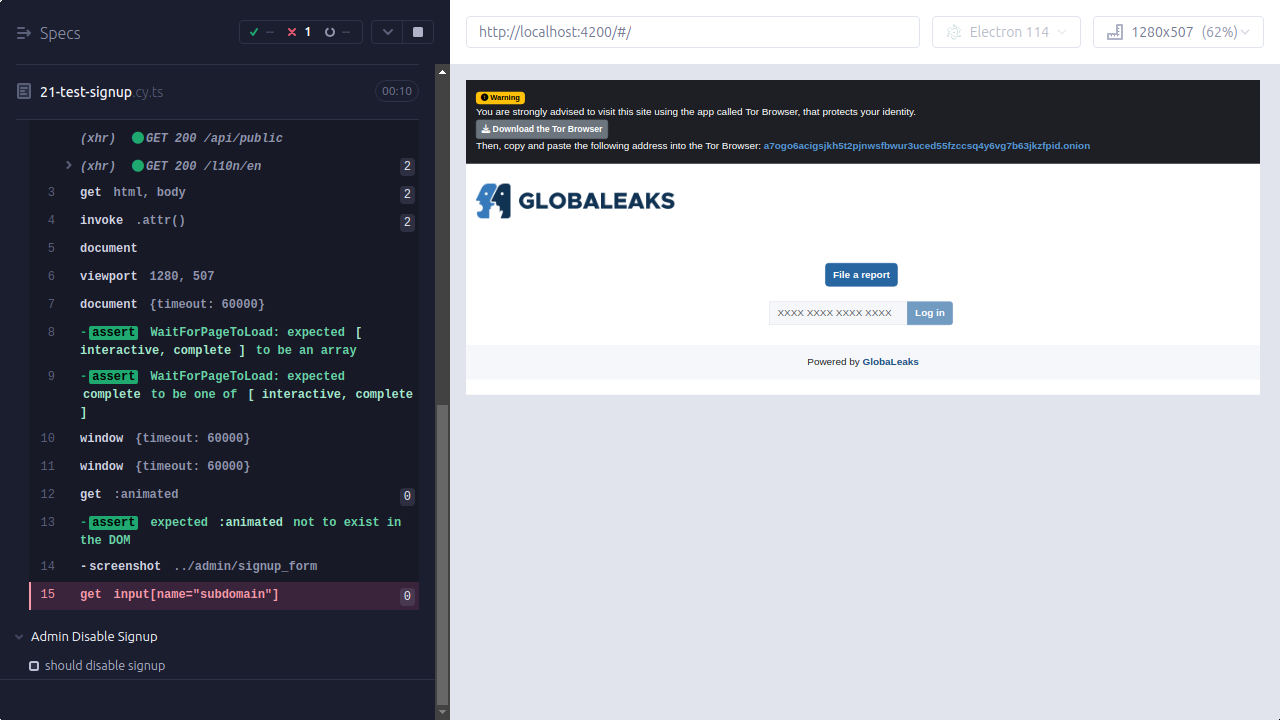 Specs
-- 1 --
21-test-signup.cy.ts 00:10
(xhr) GET 200 /api/public
(xhr) GET 200 /l10n/en 2
3 get html, body 2
4 invoke .attr() 2
5 document
6 viewport 1280, 507
7 document {timeout: 60000}
8 -assert WaitForPageToLoad: expected [
interactive, complete ] to be an array
9 -assert WaitForPageToLoad: expected
complete to be one of [ interactive, complete
]
10 window {timeout: 60000}
11 window {timeout: 60000}
12 get :animated 0
13 -assert expected :animated not to exist in
the DOM
14 -screenshot ../admin/signup_form
15 get input[name="subdomain"] 0
Admin Disable Signup
should disable signup
http://localhost:4200/#/
Electron 114
1280x507 (62%)
Warning
You are strongly advised to visit this site using the app called Tor Browser, that protects your identity.
Download the Tor Browser
Then, copy and paste the following address into the Tor Browser: a7ogo6acigsjkh5t2pjnwsfbwur3uced55fzccsq4y6vg7b63jkzfpid.onion
GLOBALEAKS
File a report
XXXX XXXX XXXX XXXX Log in
Powered by GlobaLeaks